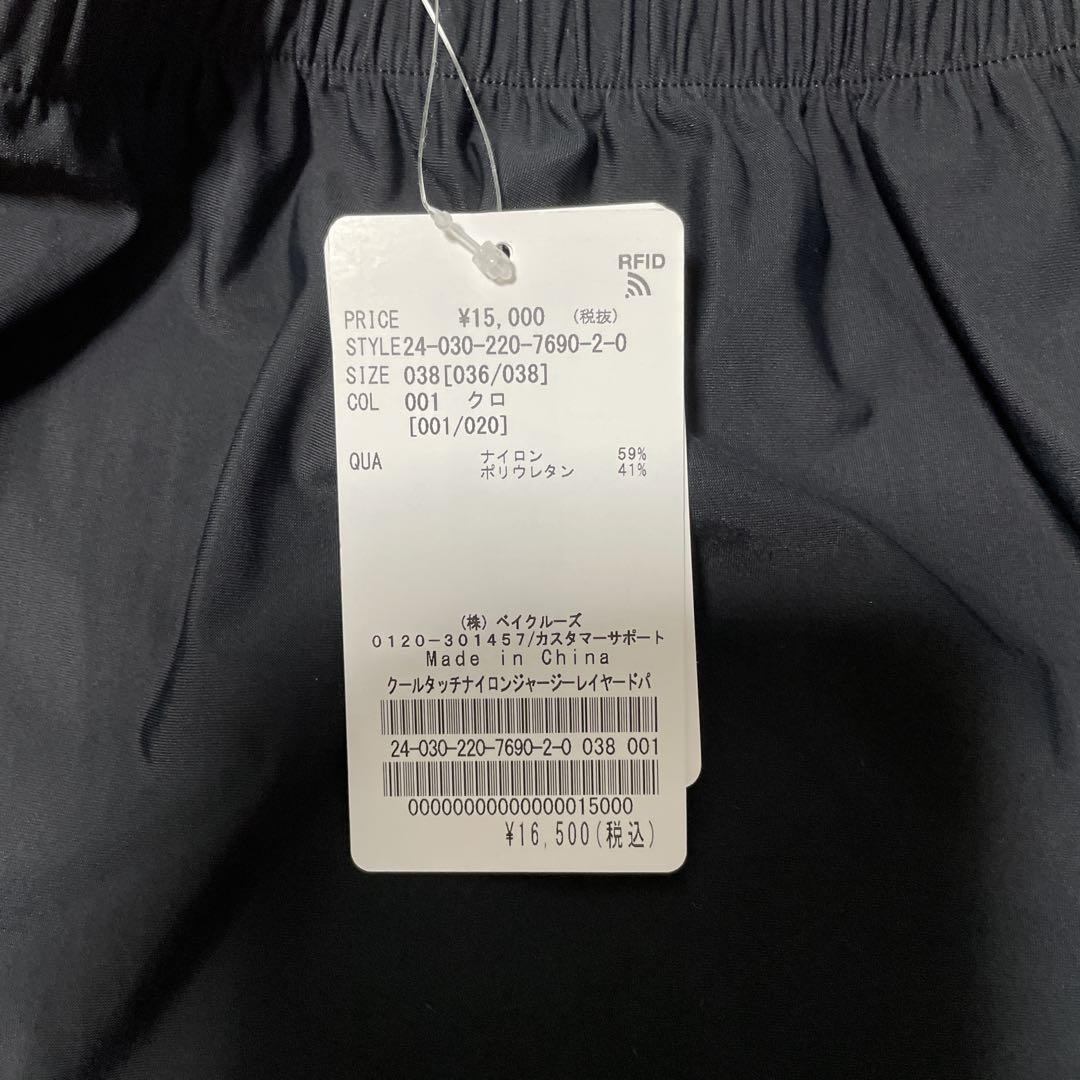 RFID
PRICE ¥15,000 (税抜)
STYLE24-030-220-7690-2-0
SIZE 038[036/038]
COL 001 クロ
[001/020]
QUA ナイロン 59%
ポリウレタン 41%
(株)ベイクルーズ
0120-301457/カスタマーサポート
Made in China
クールタッチナイロンジャージーレイヤードパ
24-030-220-7690-2-0 038 001
00000000000000015000
¥16,500(税込)